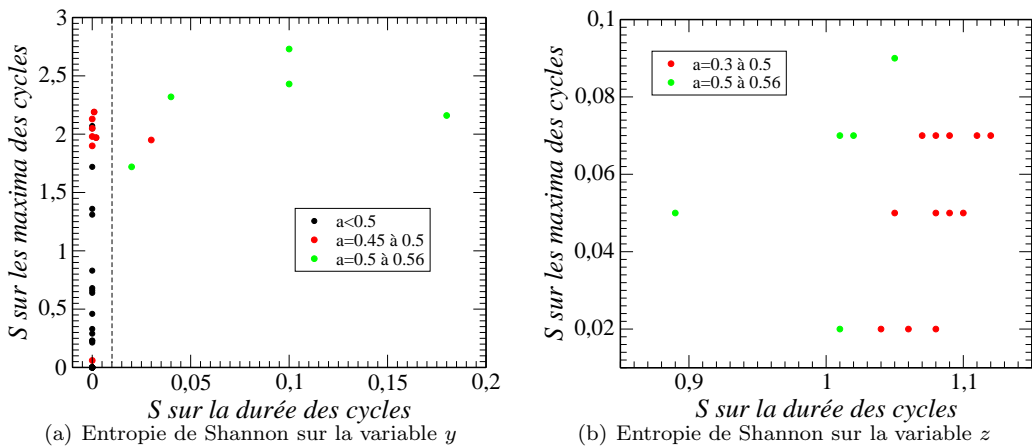 3
2,5
2
1,5
1
0,5
0
S sur les maxima des cycles
a<0.5
a=0.45 à 0.5
a=0.5 à 0.56
0
0,05
0,1
0,15
0,2
S sur la durée des cycles
(a) Entropie de Shannon sur la variable y
0,1
0,08
0,06
0,04
0,02
S sur les maxima des cycles
a=0.3 à 0.5
a=0.5 à 0.56
0,9
1
1,1
S sur la durée des cycles
(b) Entropie de Shannon sur la variable z